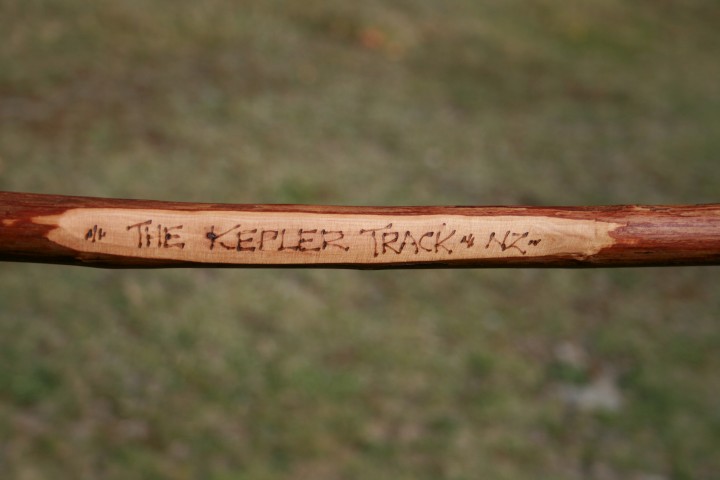 THE KEPLER TRACK NZ